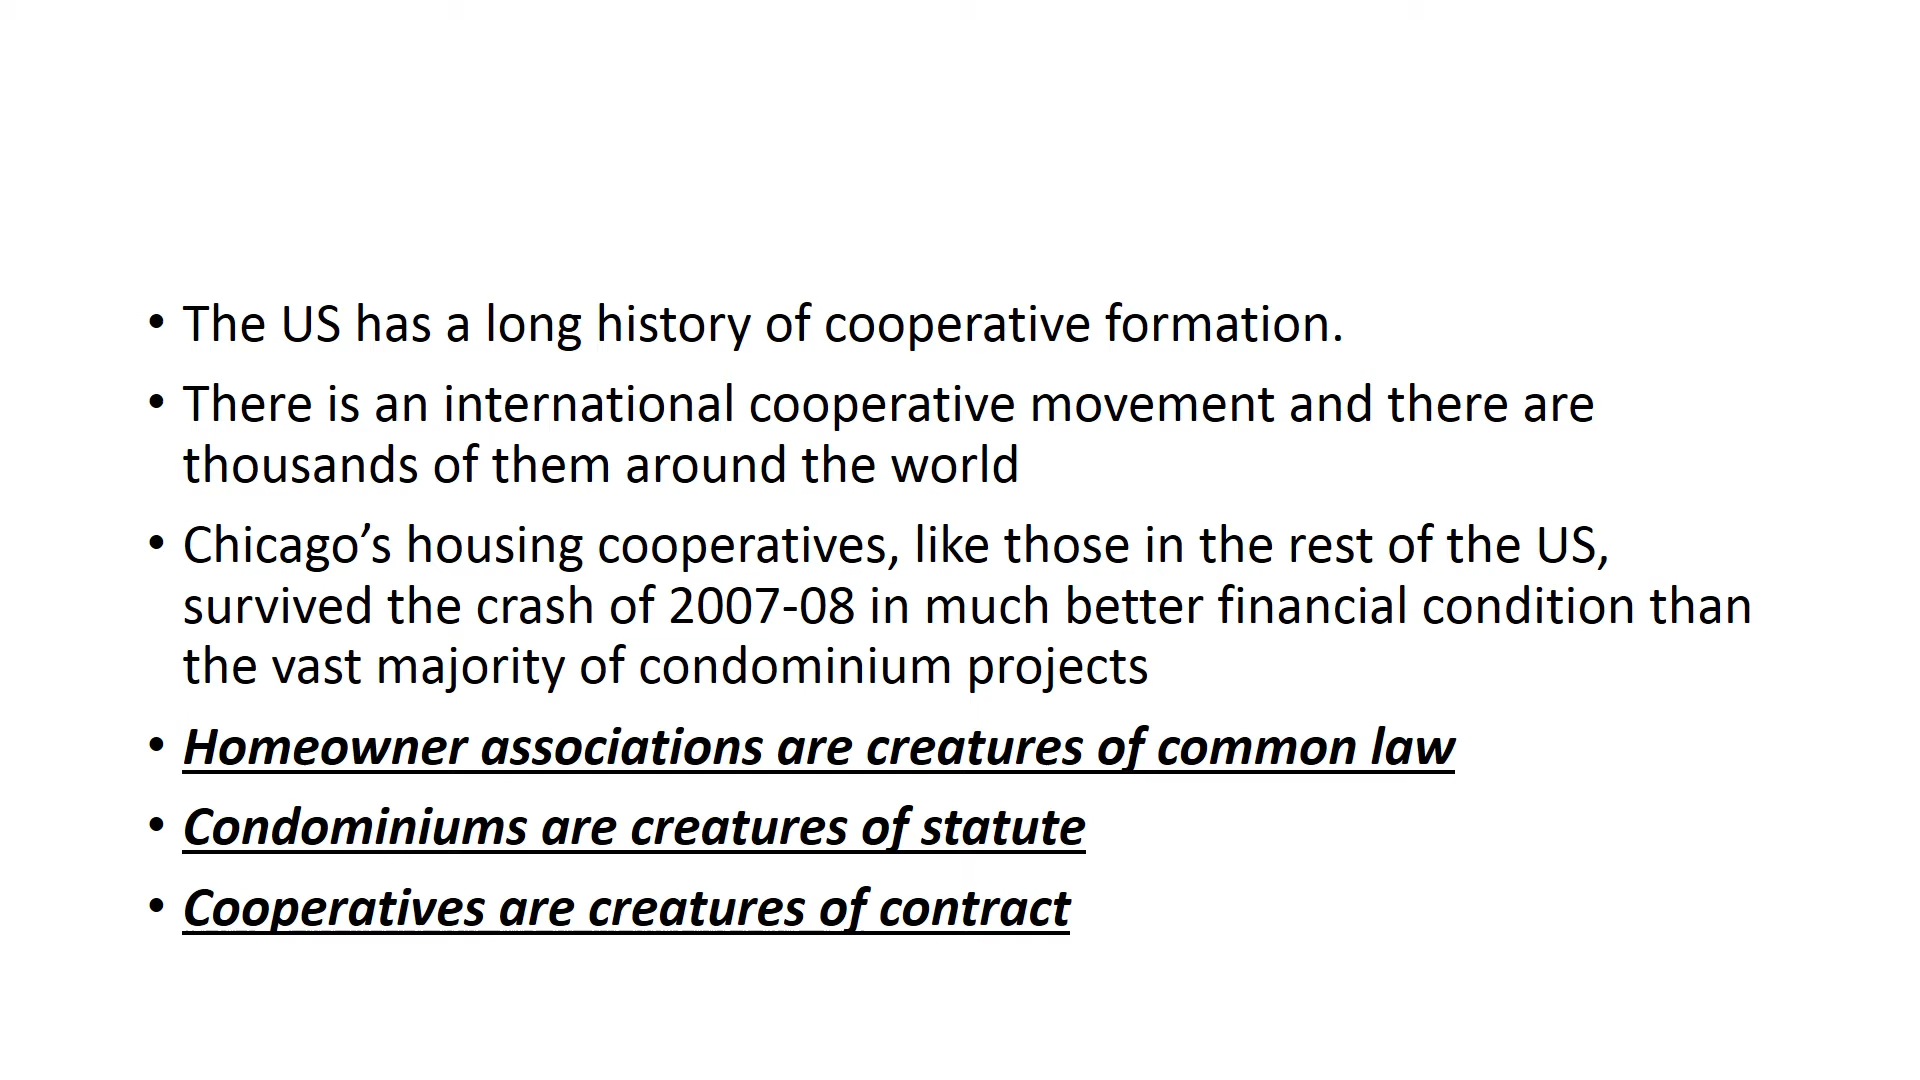 • The US has a long history of cooperative formation.
• There is an international cooperative movement and there are
thousands of them around the world
• Chicago’s housing cooperatives, like those in the rest of the US,
survived the crash of 2007-08 in much better financial condition than
the vast majority of condominium projects
• Homeowner associations are creatures of common law
• Condominiums are creatures of statute
• Cooperatives are creatures of contract